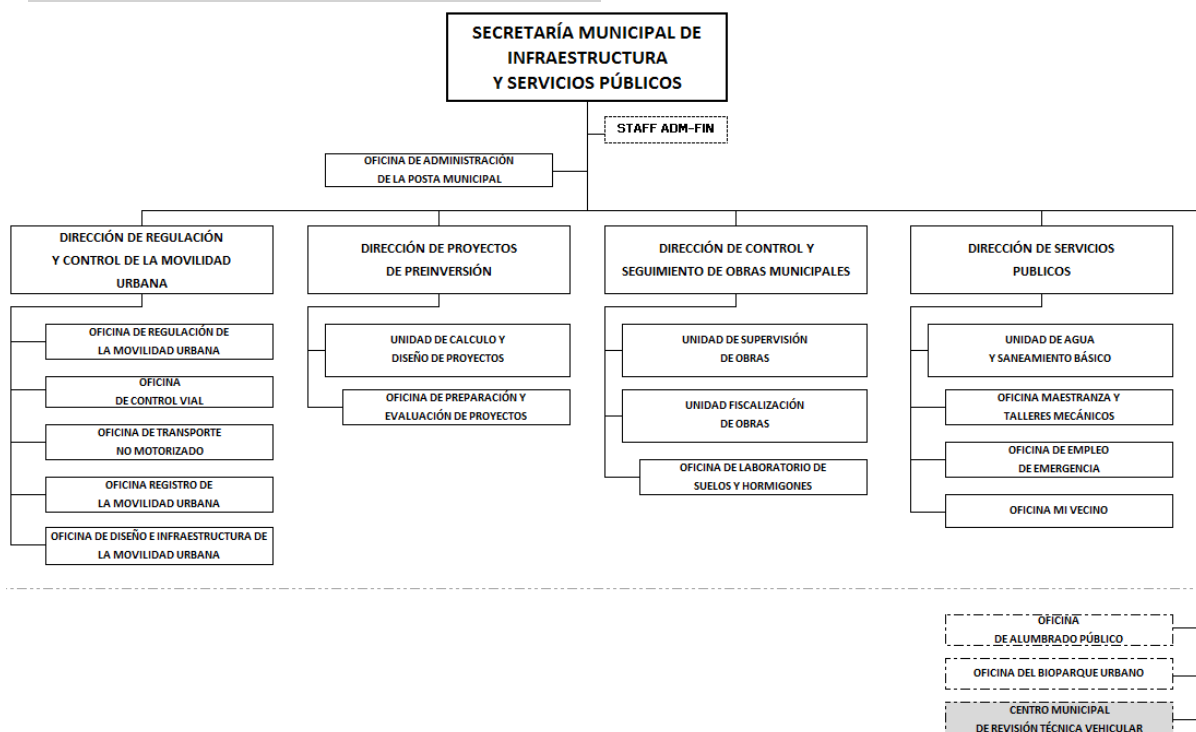 SECRETARÍA MUNICIPAL DE
INFRAESTRUCTURA
Y SERVICIOS PÚBLICOS
STAFF ADM-FIN
OFICINA DE ADMINISTRACIÓN
DE LA POSTA MUNICIPAL
DIRECCIÓN DE REGULACIÓN
Y CONTROL DE LA MOVILIDAD
URBANA
OFICINA DE REGULACIÓN DE
LA MOVILIDAD URBANA
OFICINA
DE CONTROL VIAL
OFICINA DE TRANSPORTE
NO MOTORIZADO
OFICINA REGISTRO DE
LA MOVILIDAD URBANA
OFICINA DE DISEÑO E INFRAESTRUCTURA DE
LA MOVILIDAD URBANA
DIRECCIÓN DE PROYECTOS
DE PREINVERSIÓN
UNIDAD DE CALCULO Y
DISEÑO DE PROYECTOS
OFICINA DE PREPARACIÓN Y
EVALUACIÓN DE PROYECTOS
DIRECCIÓN DE CONTROL Y
SEGUIMIENTO DE OBRAS MUNICIPALES
UNIDAD DE SUPERVISIÓN
DE OBRAS
UNIDAD FISCALIZACIÓN
DE OBRAS
OFICINA DE LABORATORIO DE
SUELOS Y HORMIGONES
DIRECCIÓN DE SERVICIOS
PUBLICOS
UNIDAD DE AGUA
Y SANEAMIENTO BÁSICO
OFICINA MAESTRANZA Y
TALLERES MECÁNICOS
OFICINA DE EMPLEO
DE EMERGENCIA
OFICINA MI VECINO
OFICINA
DE ALUMBRADO PÚBLICO
OFICINA DEL BIOPARQUE URBANO
CENTRO MUNICIPAL
DE REVISIÓN TÉCNICA VEHICULAR